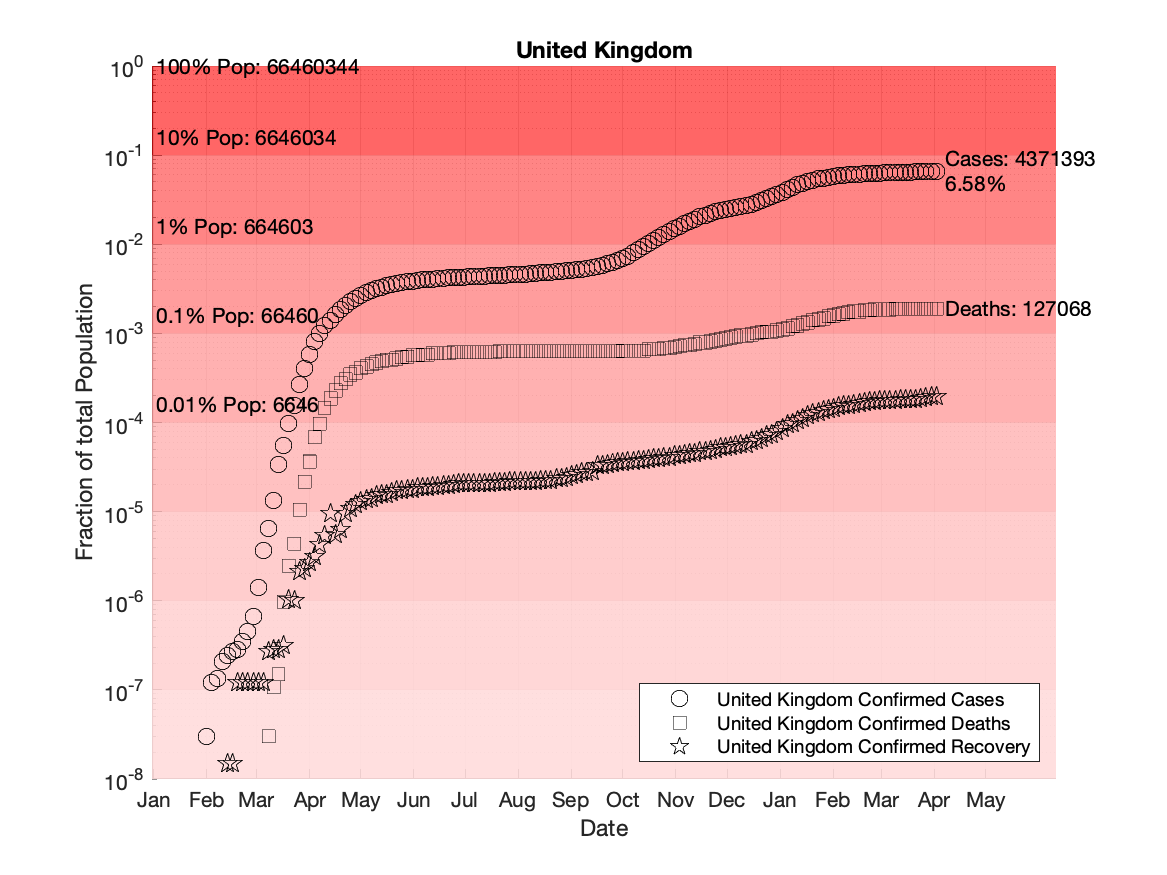 United Kingdom
10^0
100% Pop: 66460344
10% Pop: 6646034
10^-1
Cases: 4371393
6.58%
1% Pop: 664603
10^-2
Deaths: 127068
0.1% Pop: 66460
10^-3
0.01% Pop: 6646
10^-4
10^-5
10^-6
10^-7
10^-8
Fraction of total Population
United Kingdom Confirmed Cases
United Kingdom Confirmed Deaths
United Kingdom Confirmed Recovery
Jan Feb Mar Apr May Jun Jul Aug Sep Oct Nov Dec Jan Feb Mar Apr May
Date